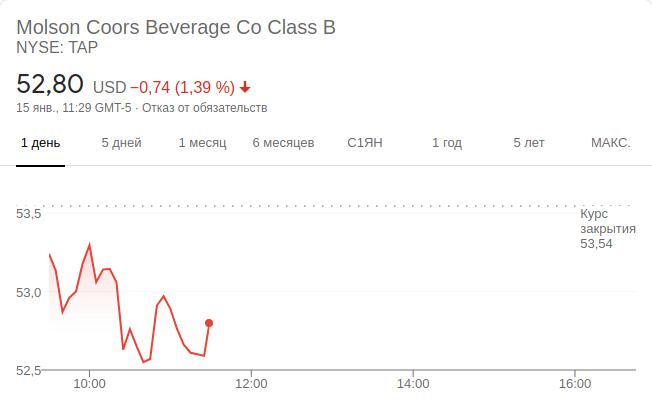 Molson Coors Beverage Co Class B
NYSE: TAP
52,80 USD −0,74 (1,39 %)
15 янв., 11:29 GMT-5 · Отказ от обязательств
1 день 5 дней 1 месяц 6 месяцев С1ЯН 1 год 5 лет МАКС.
53,5
Курс
закрытия
53,54
53,0
52,5
10:00 12:00 14:00 16:00